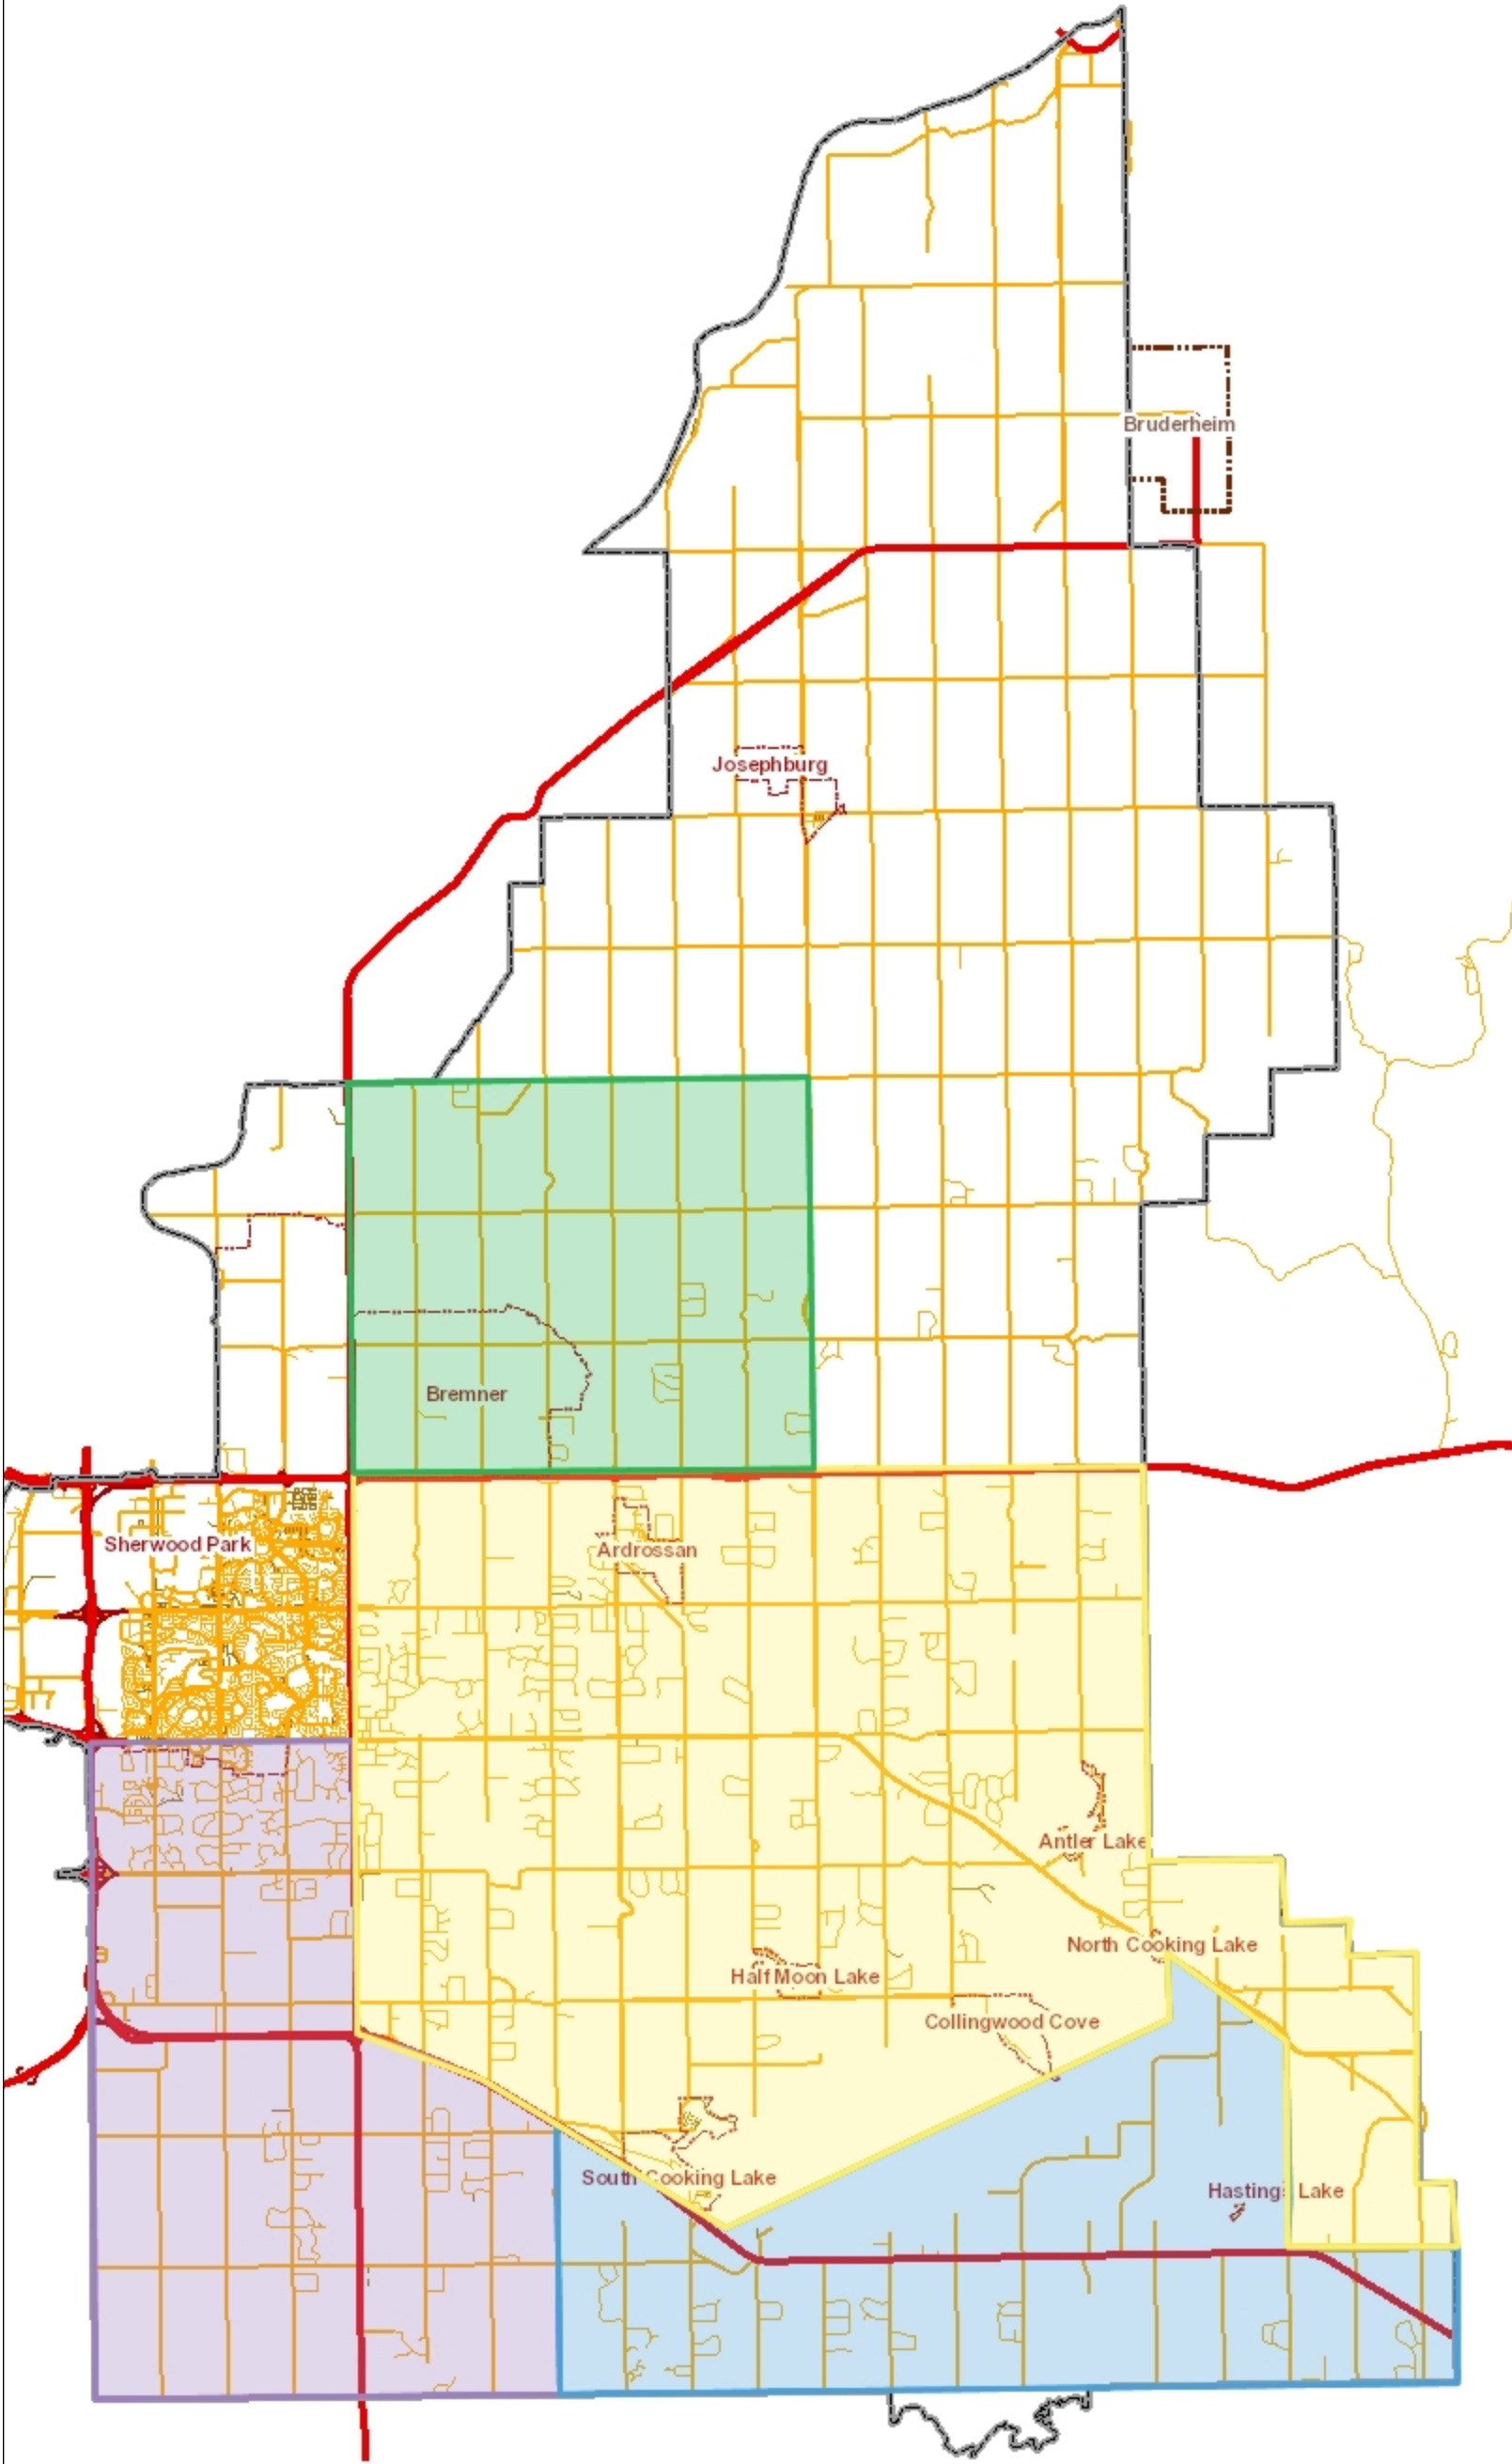 Bruderheim
Josephburg
Bremner
Sherwood Park
Ardrossan
Antler Lake
North Cooking Lake
Half Moon Lake
Collingwood Cove
South Cooking Lake
Hastings Lake